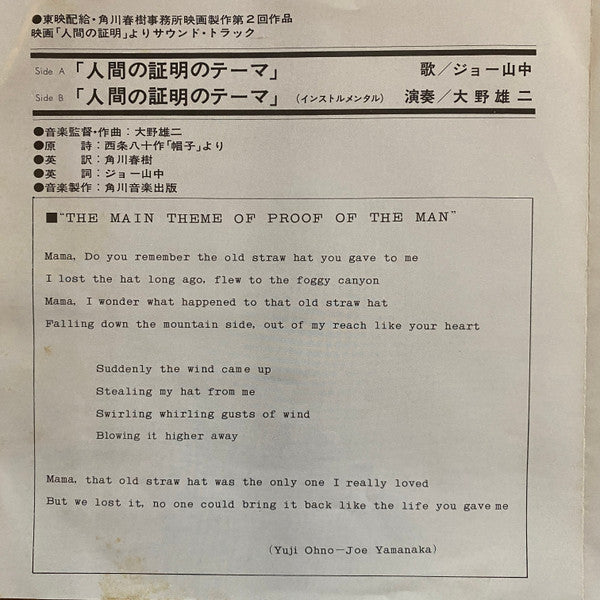 ●東映配給・角川春樹事務所映画製作第2回作品
映画「人間の証明」よりサウンド・トラック
Side A 「人間の証明のテーマ」 歌／ジョー山中
Side B 「人間の証明のテーマ」 (インストルメンタル) 演奏／大野雄二
●音楽監督・作曲：大野雄二
●原　詩：西条八十作「帽子」より
●英　訳：角川春樹
●英　詞：ジョー山中
●音楽製作：角川音楽出版
■"THE MAIN THEME OF PROOF OF THE MAN"
Mama, Do you remember the old straw hat you gave to me
I lost the hat long ago, flew to the foggy canyon
Mama, I wonder what happened to that old straw hat
Falling down the mountain side, out of my reach like your heart
Suddenly the wind came up
Stealing my hat from me
Swirling whirling gusts of wind
Blowing it higher away
Mama, that old straw hat was the only one I really loved
But we lost it, no one could bring it back like the life you gave me
(Yuji Ohno—Joe Yamanaka)